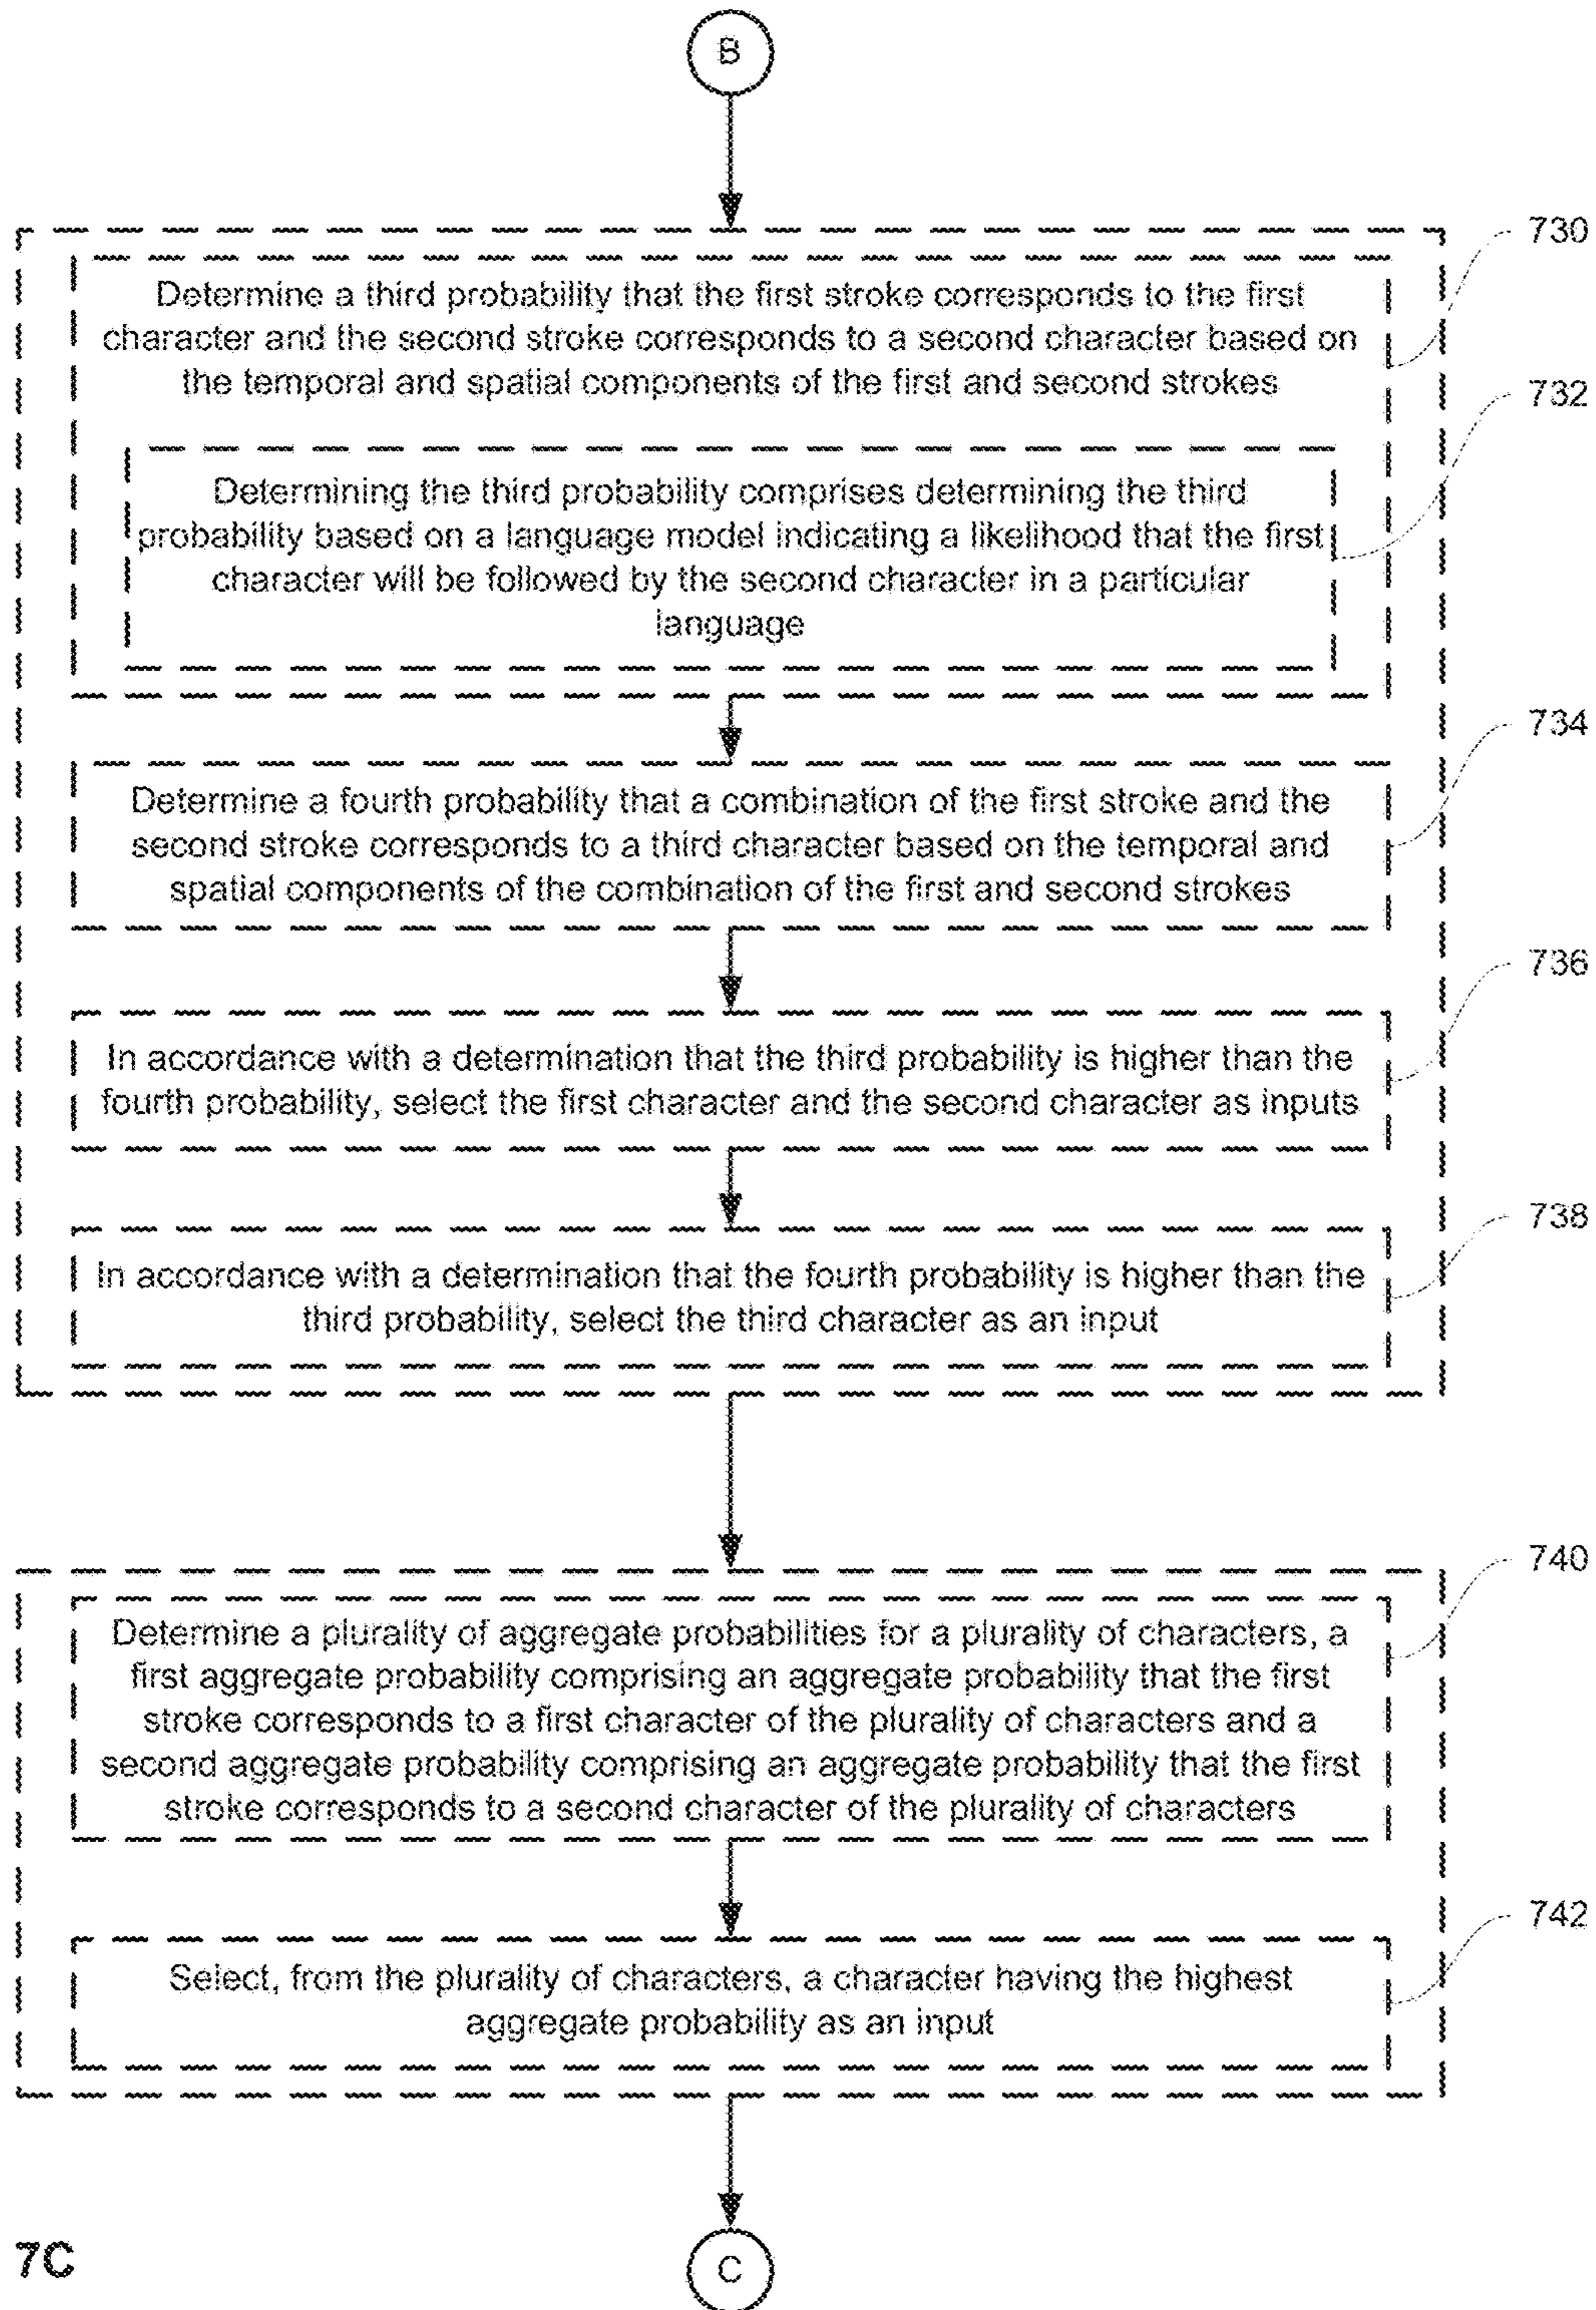 B
730
Determine a third probability that the first stroke corresponds to the first
character and the second stroke corresponds to a second character based on
the temporal and spatial components of the first and second strokes
732
Determining the third probability comprises determining the third
probability based on a language model indicating a likelihood that the first
character will be followed by the second character in a particular
language
734
Determine a fourth probability that a combination of the first stroke and the
second stroke corresponds to a third character based on the temporal and
spatial components of the combination of the first and second strokes
736
In accordance with a determination that the third probability is higher than the
fourth probability, select the first character and the second character as inputs
738
In accordance with a determination that the fourth probability is higher than the
third probability, select the third character as an input
740
Determine a plurality of aggregate probabilities for a plurality of characters, a
first aggregate probability comprising an aggregate probability that the first
stroke corresponds to a first character of the plurality of characters and a
second aggregate probability comprising an aggregate probability that the first
stroke corresponds to a second character of the plurality of characters
742
Select, from the plurality of characters, a character having the highest
aggregate probability as an input
7C
C